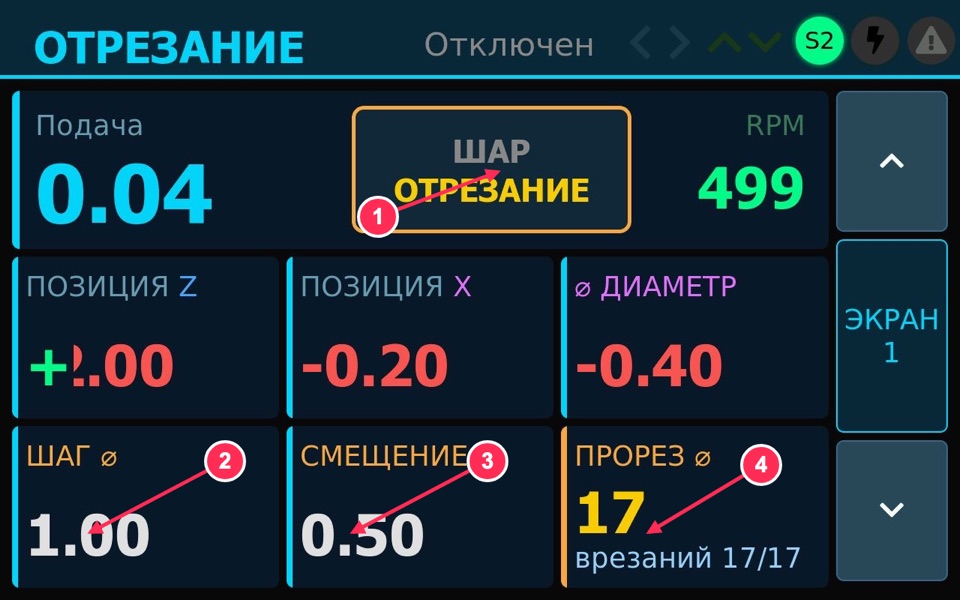 ОТРЕЗАНИЕ
Отключен
S2
Подача
0.04
ШАР
ОТРЕЗАНИЕ
1
RPM
499
ПОЗИЦИЯ Z
ПОЗИЦИЯ X
⌀ ДИАМЕТР
ЭКРАН
1
-0.20
-0.40
ШАГ ⌀
2
СМЕЩЕНИЕ
3
ПРОРЕЗ ⌀
4
1.00
0.50
17
врезаний 17/17